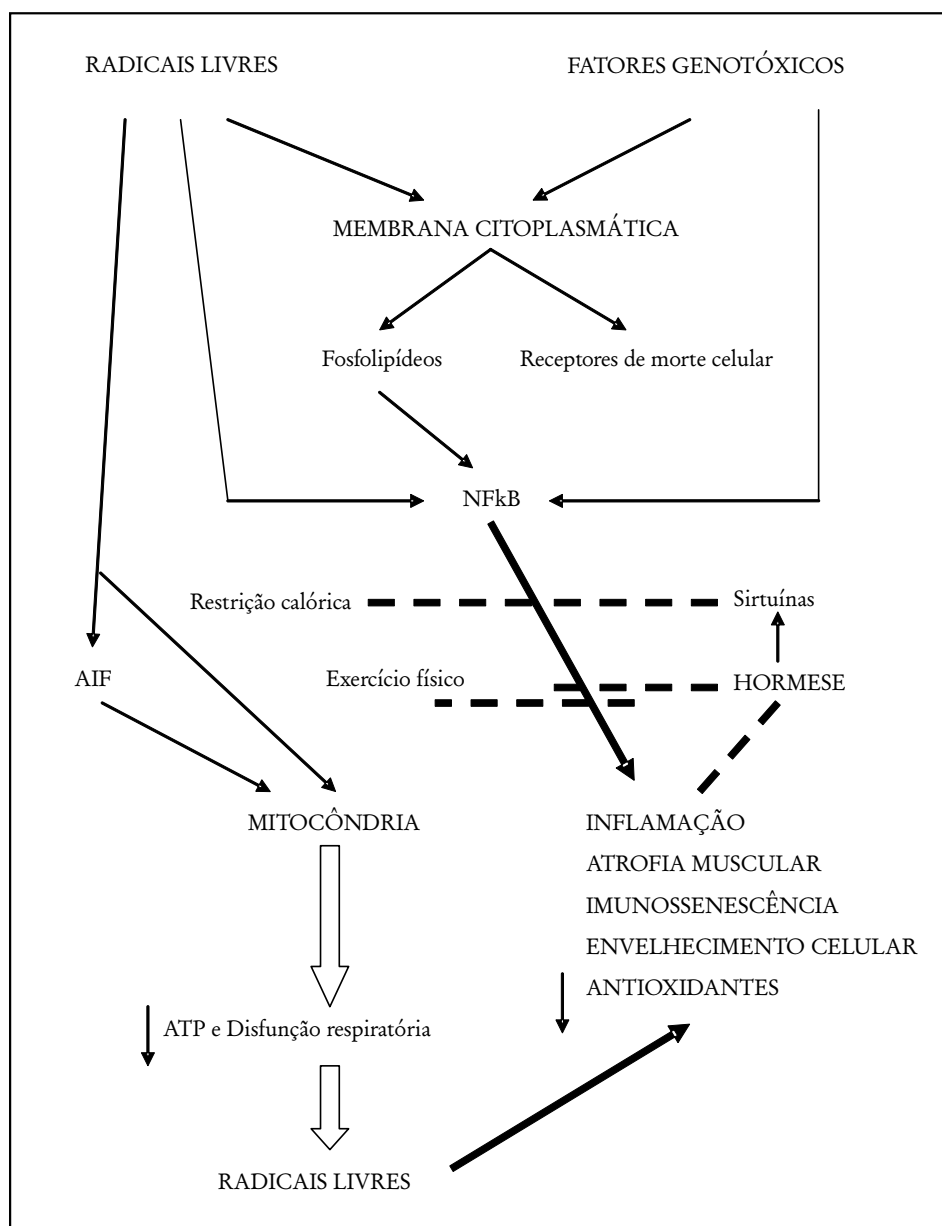 RADICAIS LIVRES
FATORES GENOTÓXICOS
MEMBRANA CITOPLASMÁTICA
Fosfolipídeos
Receptores de morte celular
NFkB
Restrição calórica
Sirtuínas
AIF
Exercício físico
HORMESE
MITOCÔNDRIA
INFLAMAÇÃO
ATROFIA MUSCULAR
IMUNOSSENESCÊNCIA
ENVELHECIMENTO CELULAR
ANTIOXIDANTES
ATP e Disfunção respiratória
RADICAIS LIVRES